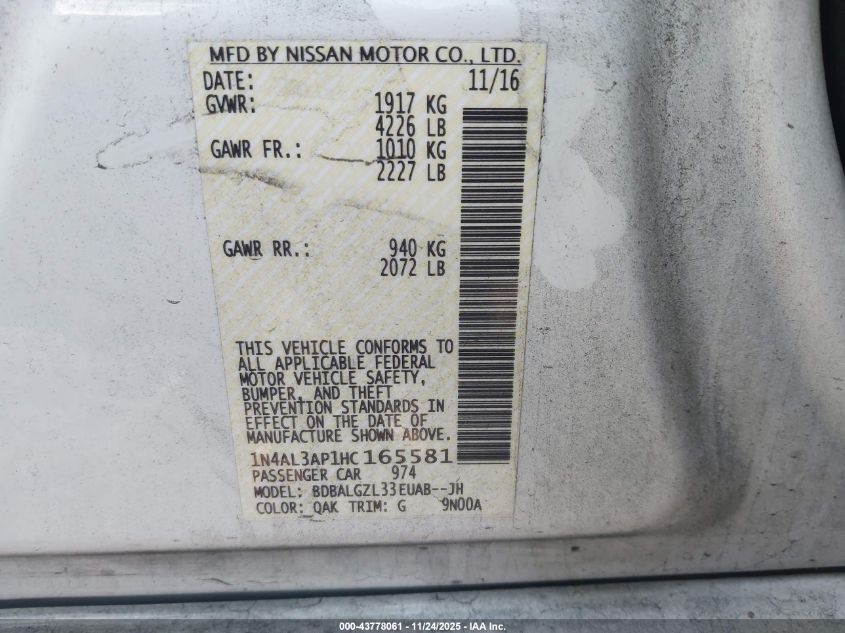 MFD BY NISSAN MOTOR CO., LTD.
DATE: 11/16
GVWR: 1917 KG
4226 LB
GAWR FR.: 1010 KG
2227 LB
GAWR RR.: 940 KG
2072 LB
THIS VEHICLE CONFORMS TO
ALL APPLICABLE FEDERAL
MOTOR VEHICLE SAFETY,
BUMPER, AND THEFT
PREVENTION STANDARDS IN
EFFECT ON THE DATE OF
MANUFACTURE SHOWN ABOVE.
1N4AL3AP1HC165581
PASSENGER CAR 974
MODEL: BDBALGZL33EUAB--JH
COLOR: QAK TRIM: G 9N00A
000-43778061 - 11/24/2025 - IAA Inc.